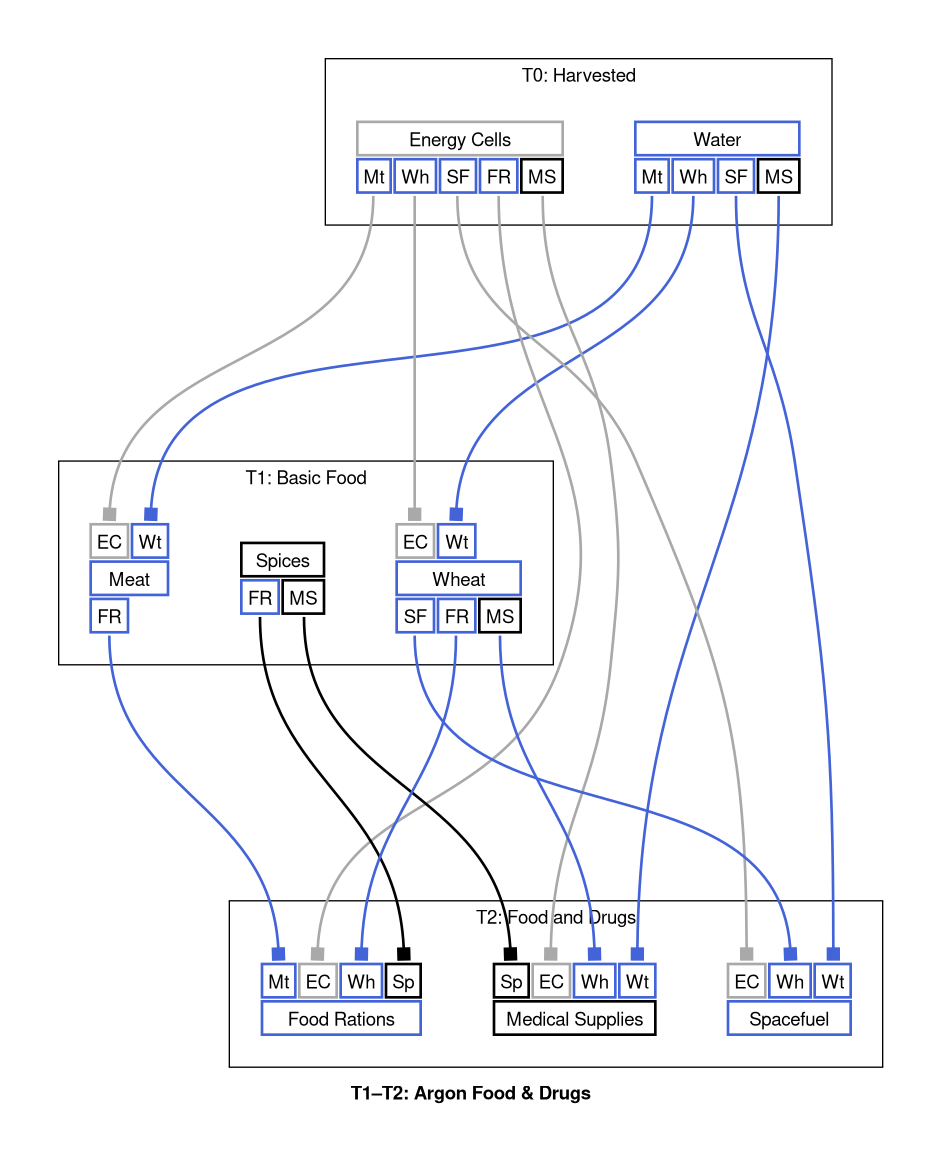 T0: Harvested
Energy Cells Water
Mt Wh SF FR MS Mt Wh SF MS
T1: Basic Food
EC Wt EC Wt
Spices
Meat Wheat
FR MS
FR SF FR MS
T2: Food and Drugs
Mt EC Wh Sp Sp EC Wh Wt EC Wh Wt
Food Rations Medical Supplies Spacefuel
T1–T2: Argon Food & Drugs